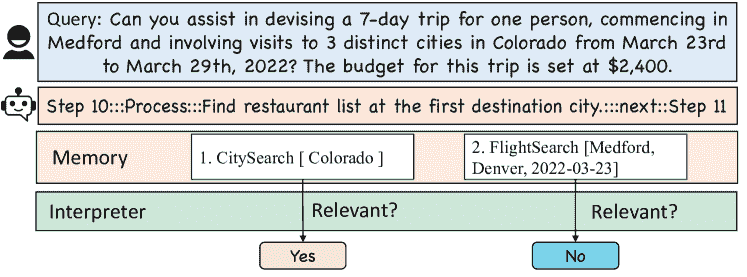 Query: Can you assist in devising a 7-day trip for one person, commencing in
Medford and involving visits to 3 distinct cities in Colorado from March 23rd
to March 29th, 2022? The budget for this trip is set at $2,400.
Step 10:::Process:::Find restaurant list at the first destination city.:::next::Step 11
Memory
1. CitySearch [ Colorado ]
2. FlightSearch [Medford,
Denver, 2022-03-23]
Interpreter
Relevant?
Relevant?
Yes
No